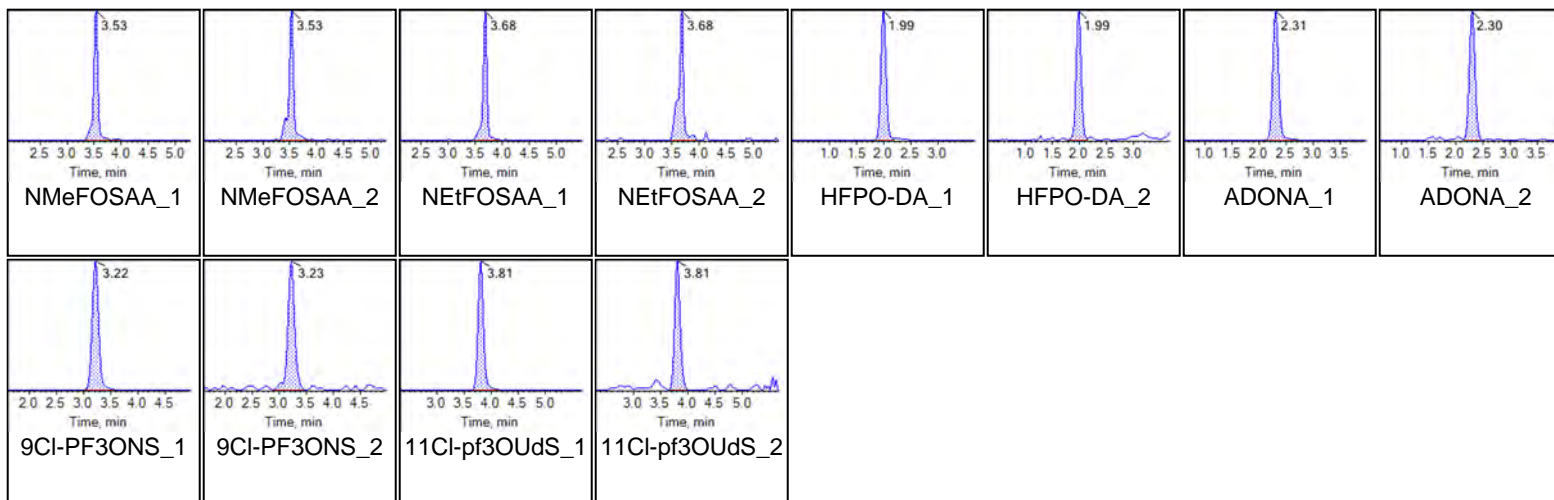 3.53
2.5 3.0 3.5 4.0 4.5 5.0
Time, min
NMeFOSAA_1
3.53
2.5 3.0 3.5 4.0 4.5 5.0
Time, min
NMeFOSAA_2
3.68
2.5 3.0 3.5 4.0 4.5 5.0
Time, min
NEtFOSAA_1
3.68
2.5 3.0 3.5 4.0 4.5 5.0
Time, min
NEtFOSAA_2
1.99
1.0 1.5 2.0 2.5 3.0
Time, min
HFPO-DA_1
1.99
1.0 1.5 2.0 2.5 3.0
Time, min
HFPO-DA_2
2.31
1.0 1.5 2.0 2.5 3.0 3.5
Time, min
ADONA_1
2.30
1.0 1.5 2.0 2.5 3.0 3.5
Time, min
ADONA_2
3.22
2.0 2.5 3.0 3.5 4.0 4.5
Time, min
9Cl-PF3ONS_1
3.23
2.0 2.5 3.0 3.5 4.0 4.5
Time, min
9Cl-PF3ONS_2
3.81
3.0 3.5 4.0 4.5 5.0
Time, min
11Cl-pf3OUdS_1
3.81
3.0 3.5 4.0 4.5 5.0
Time, min
11Cl-pf3OUdS_2